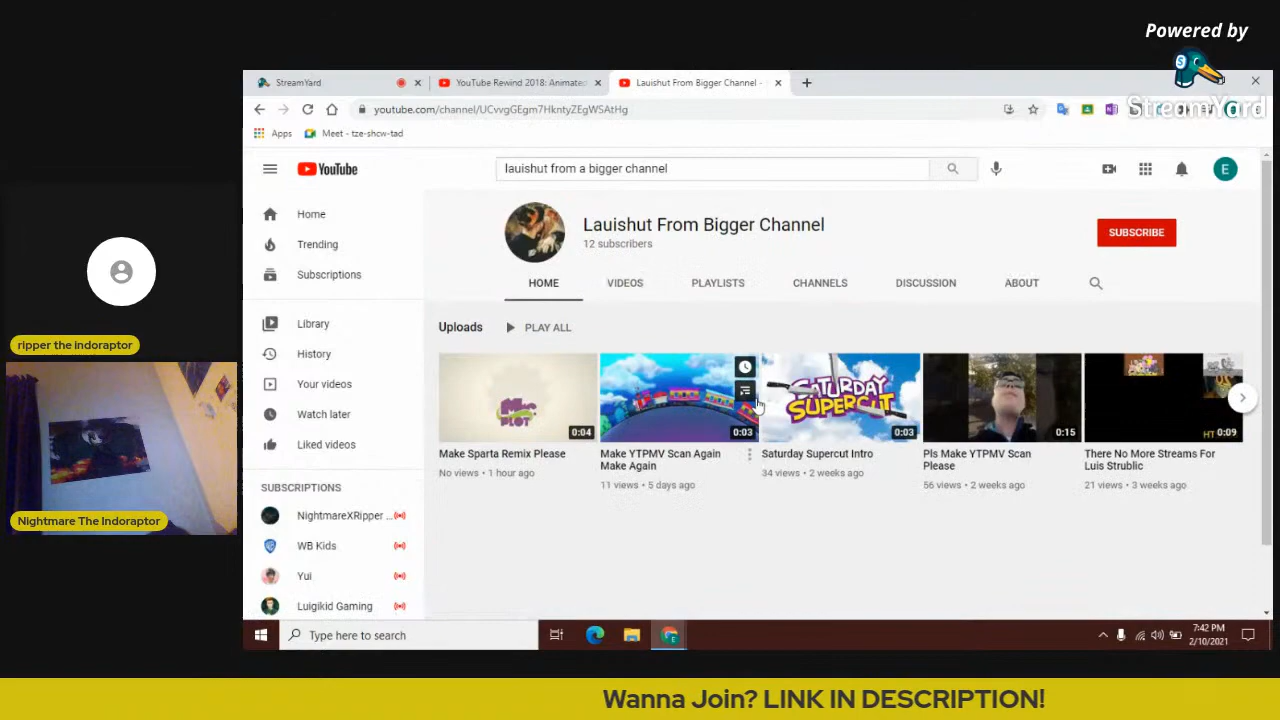 Powered by
StreamYard
StreamYard
YouTube Rewind 2018: Animate
Lauishut From Bigger Channel -
youtube.com/channel/UCvvgGEgm7HkntyZEgWSAtHg
Apps
Meet - tze-shcw-tad
YouTube
lauishut from a bigger channel
E
Home
Trending
Subscriptions
Library
History
Your videos
Watch later
Liked videos
SUBSCRIPTIONS
NightmareXRipper ...
WB Kids
Yui
Luigikid Gaming
Lauishut From Bigger Channel
12 subscribers
SUBSCRIBE
HOME
VIDEOS
PLAYLISTS
CHANNELS
DISCUSSION
ABOUT
Uploads
PLAY ALL
PLOT
0:04
Make Sparta Remix Please
No views • 1 hour ago
0:03
Make YTPMV Scan Again
Make Again
11 views • 5 days ago
SATURDAY
SUPERCUT
0:03
Saturday Supercut Intro
34 views • 2 weeks ago
0:15
Pls Make YTPMV Scan
Please
56 views • 2 weeks ago
HT
0:09
There No More Streams For
Luis Strublic
21 views • 3 weeks ago
ripper the indoraptor
Nightmare The Indoraptor
Type here to search
7:42 PM
2/10/2021
Wanna Join? LINK IN DESCRIPTION!